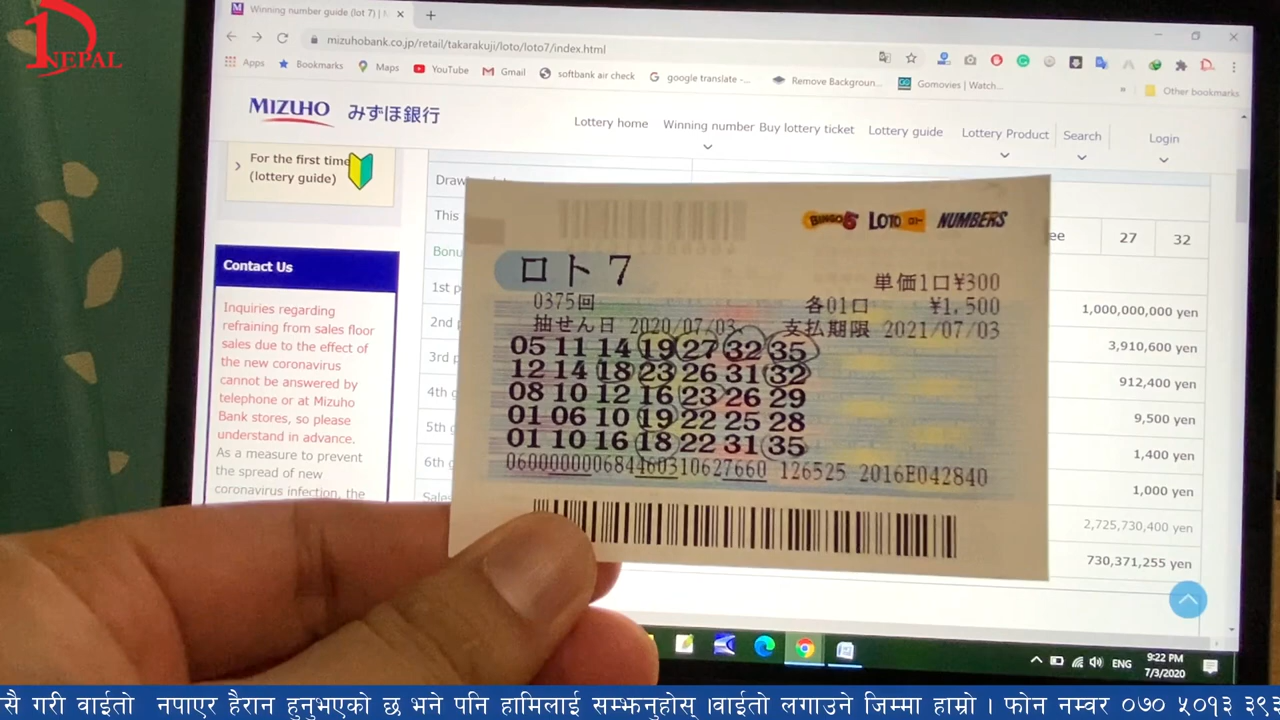 1D NEPAL
Winning number guide (lot 7) |
mizuhobank.co.jp/retail/takarakuji/loto/loto7/index.html
Apps Bookmarks Maps YouTube Gmail softbank air check google translate -... Remove Backgroun... Gomovies | Watch... » Other bookmarks
MIZUHO みずほ銀行
Lottery home Winning number Buy lottery ticket Lottery guide Lottery Product Search Login
For the first time
(lottery guide)
Contact Us
Inquiries regarding
refraining from sales floor
sales due to the effect of
the new coronavirus
cannot be answered by
telephone or at Mizuho
Bank stores, so please
understand in advance.
As a measure to prevent
the spread of new
coronavirus infection, the
This
27 32
1st
1,000,000,000 yen
2nd
3,910,600 yen
3rd
912,400 yen
4th
9,500 yen
5th
1,400 yen
6th
1,000 yen
2,725,730,400 yen
730,371,255 yen
BINGO5 LOTO ロト NUMBERS
ロト7
単価1口¥300
0375回 各01口 ¥1,500
抽せん日 2020/07/03 支払期限 2021/07/03
05 11 14 19 27 32 35
12 14 18 23 26 31 32
08 10 12 16 23 26 29
01 06 10 19 22 25 28
01 10 16 18 22 31 35
060000000684460310627660 126525 2016E042840
ENG 9:22 PM
7/3/2020
सै गरी वाईतो नपाएर हैरान हुनुभएको छ भने पनि हामिलाई सम्झनुहोस् ।वाईतो लगाउने जिम्मा हाम्रो । फोन नम्वर ०७० ५०१३ ३९३